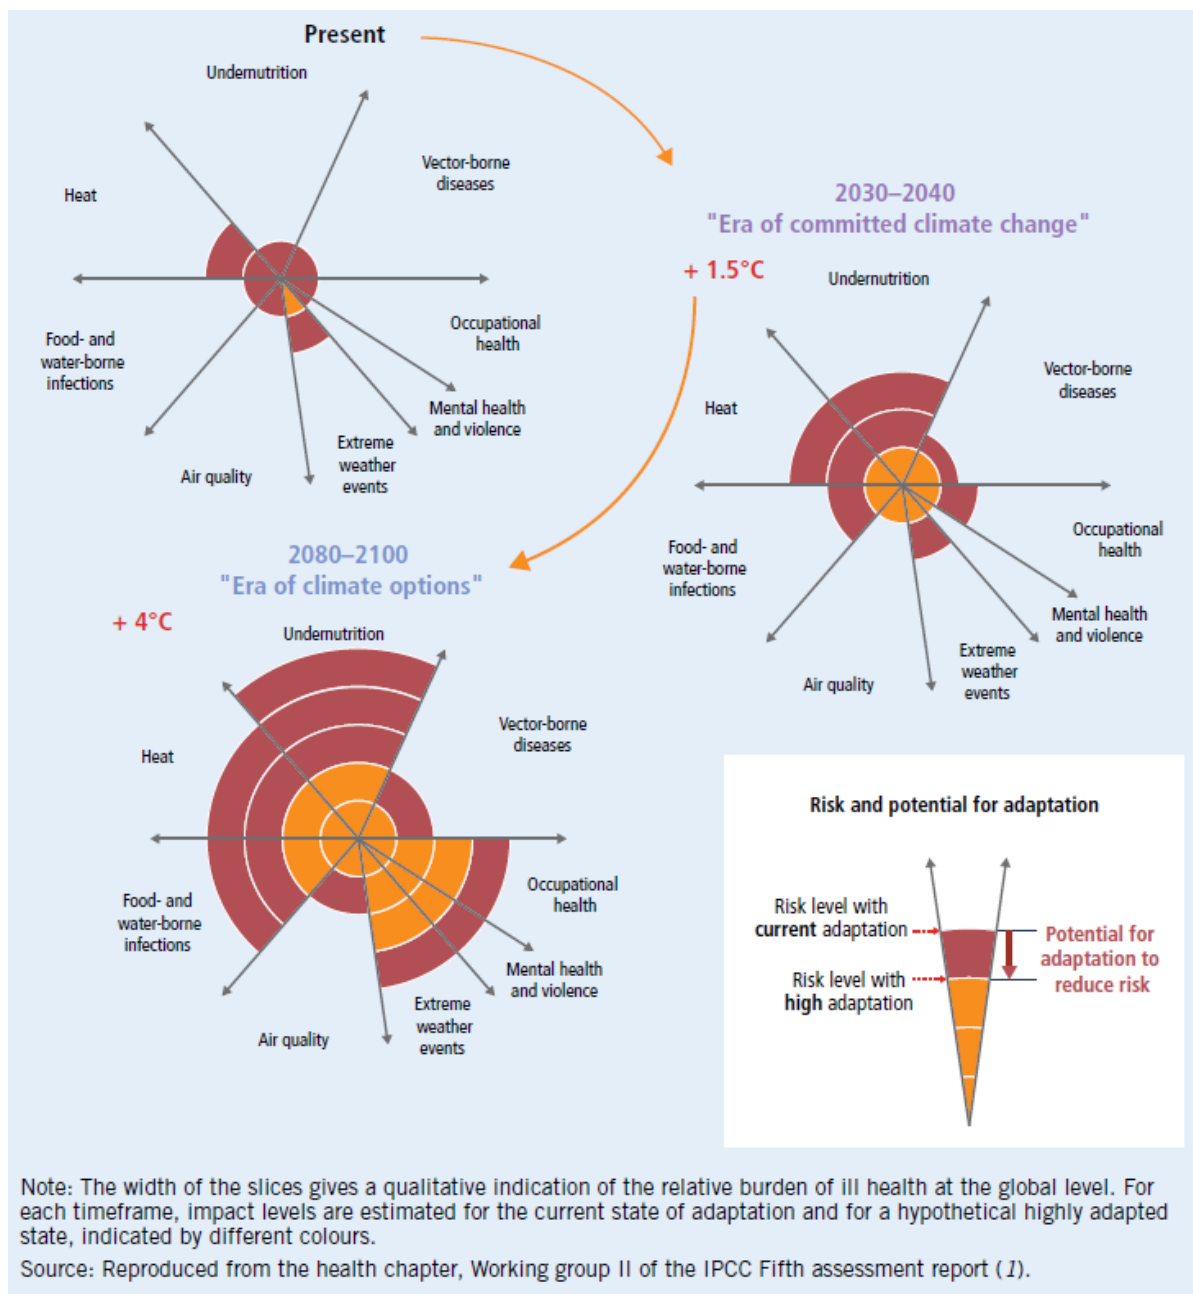 Present
Undernutrition
Vector-borne
diseases
Heat
Occupational
health
Food- and
water-borne
infections
Mental health
and violence
Extreme
weather
events
Air quality
2030–2040
"Era of committed climate change"
+ 1.5°C
Undernutrition
Vector-borne
diseases
Heat
Occupational
health
Food- and
water-borne
infections
Mental health
and violence
Extreme
weather
events
Air quality
2080–2100
"Era of climate options"
+ 4°C
Undernutrition
Vector-borne
diseases
Heat
Occupational
health
Food- and
water-borne
infections
Mental health
and violence
Extreme
weather
events
Air quality
Risk and potential for adaptation
Risk level with
current adaptation
Risk level with
high adaptation
Potential for
adaptation to
reduce risk
Note: The width of the slices gives a qualitative indication of the relative burden of ill health at the global level. For
each timeframe, impact levels are estimated for the current state of adaptation and for a hypothetical highly adapted
state, indicated by different colours.
Source: Reproduced from the health chapter, Working group II of the IPCC Fifth assessment report (1).